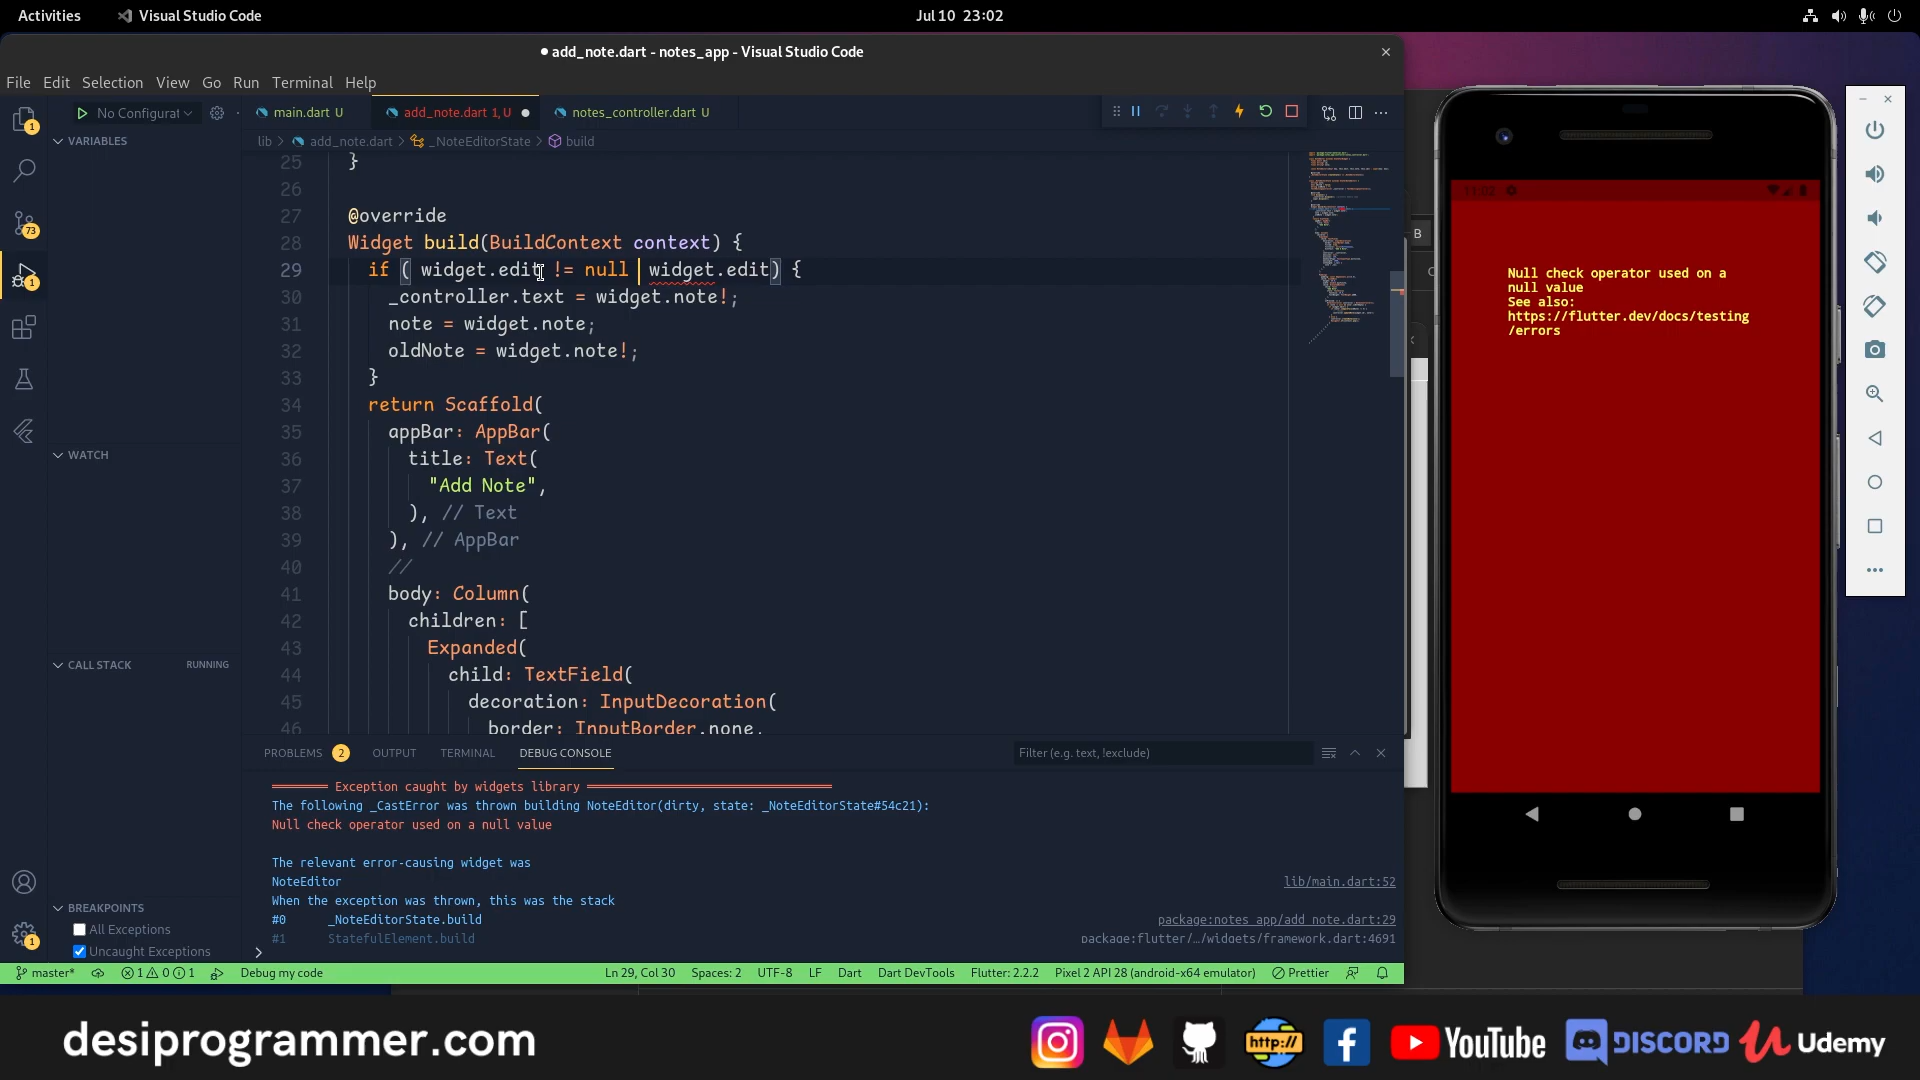 Activities
Visual Studio Code
Jul 10 23:02
● add_note.dart - notes_app - Visual Studio Code
File Edit Selection View Go Run Terminal Help
No Configurat
main.dart U
add_note.dart 1, U
notes_controller.dart U
VARIABLES
lib > add_note.dart > _NoteEditorState > build
25 }
26
27 @override
28 Widget build(BuildContext context) {
29 if ( widget.edit != null  widget.edit) {
30 _controller.text = widget.note!;
31 note = widget.note;
32 oldNote = widget.note!;
33 }
34 return Scaffold(
35 appBar: AppBar(
36 title: Text(
37 "Add Note",
38 ), // Text
39 ), // AppBar
40 //
41 body: Column(
42 children: [
43 Expanded(
44 child: TextField(
45 decoration: InputDecoration(
46 border: InputBorder.none,
WATCH
CALL STACK RUNNING
BREAKPOINTS
All Exceptions
Uncaught Exceptions
1
73
1
1
PROBLEMS 2 OUTPUT TERMINAL DEBUG CONSOLE
Filter (e.g. text, !exclude)
════════ Exception caught by widgets library ═══════════════════════════════════
The following _CastError was thrown building NoteEditor(dirty, state: _NoteEditorState#54c21):
Null check operator used on a null value
The relevant error-causing widget was
NoteEditor lib/main.dart:52
When the exception was thrown, this was the stack
#0 _NoteEditorState.build package:notes_app/add_note.dart:29
#1 StatefulElement.build package:flutter/…/widgets/framework.dart:4691
>
master* 1 0 1 Debug my code Ln 29, Col 30 Spaces: 2 UTF-8 LF Dart Dart DevTools Flutter: 2.2.2 Pixel 2 API 28 (android-x64 emulator) Prettier
B
11:02
Null check operator used on a
null value
See also:
https://flutter.dev/docs/testing
/errors
desiprogrammer.com
http://
YouTube
DISCORD
Udemy